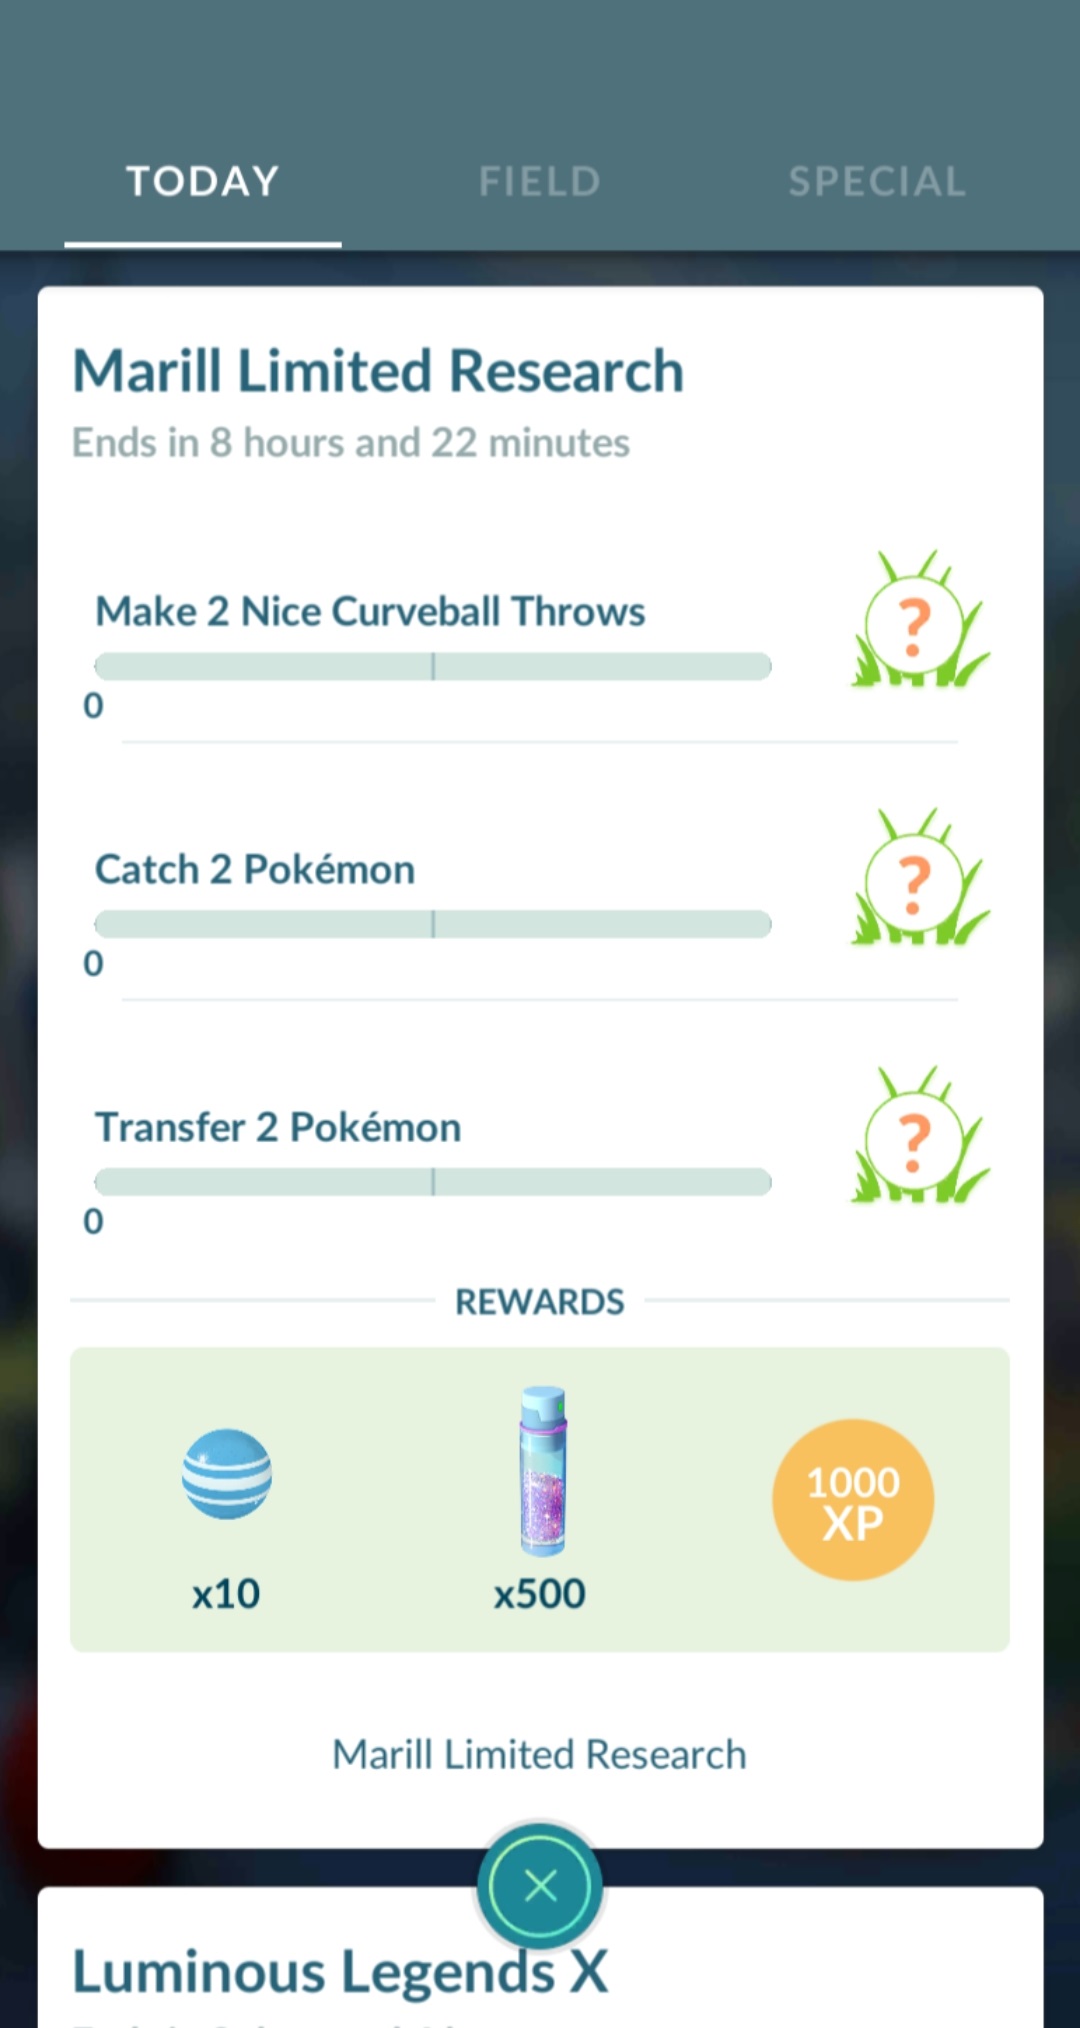 TODAY FIELD SPECIAL
Marill Limited Research
Ends in 8 hours and 22 minutes
Make 2 Nice Curveball Throws
?
0
Catch 2 Pokémon
?
0
Transfer 2 Pokémon
?
0
REWARDS
1000
XP
x10 x500
Marill Limited Research
Luminous Legends X